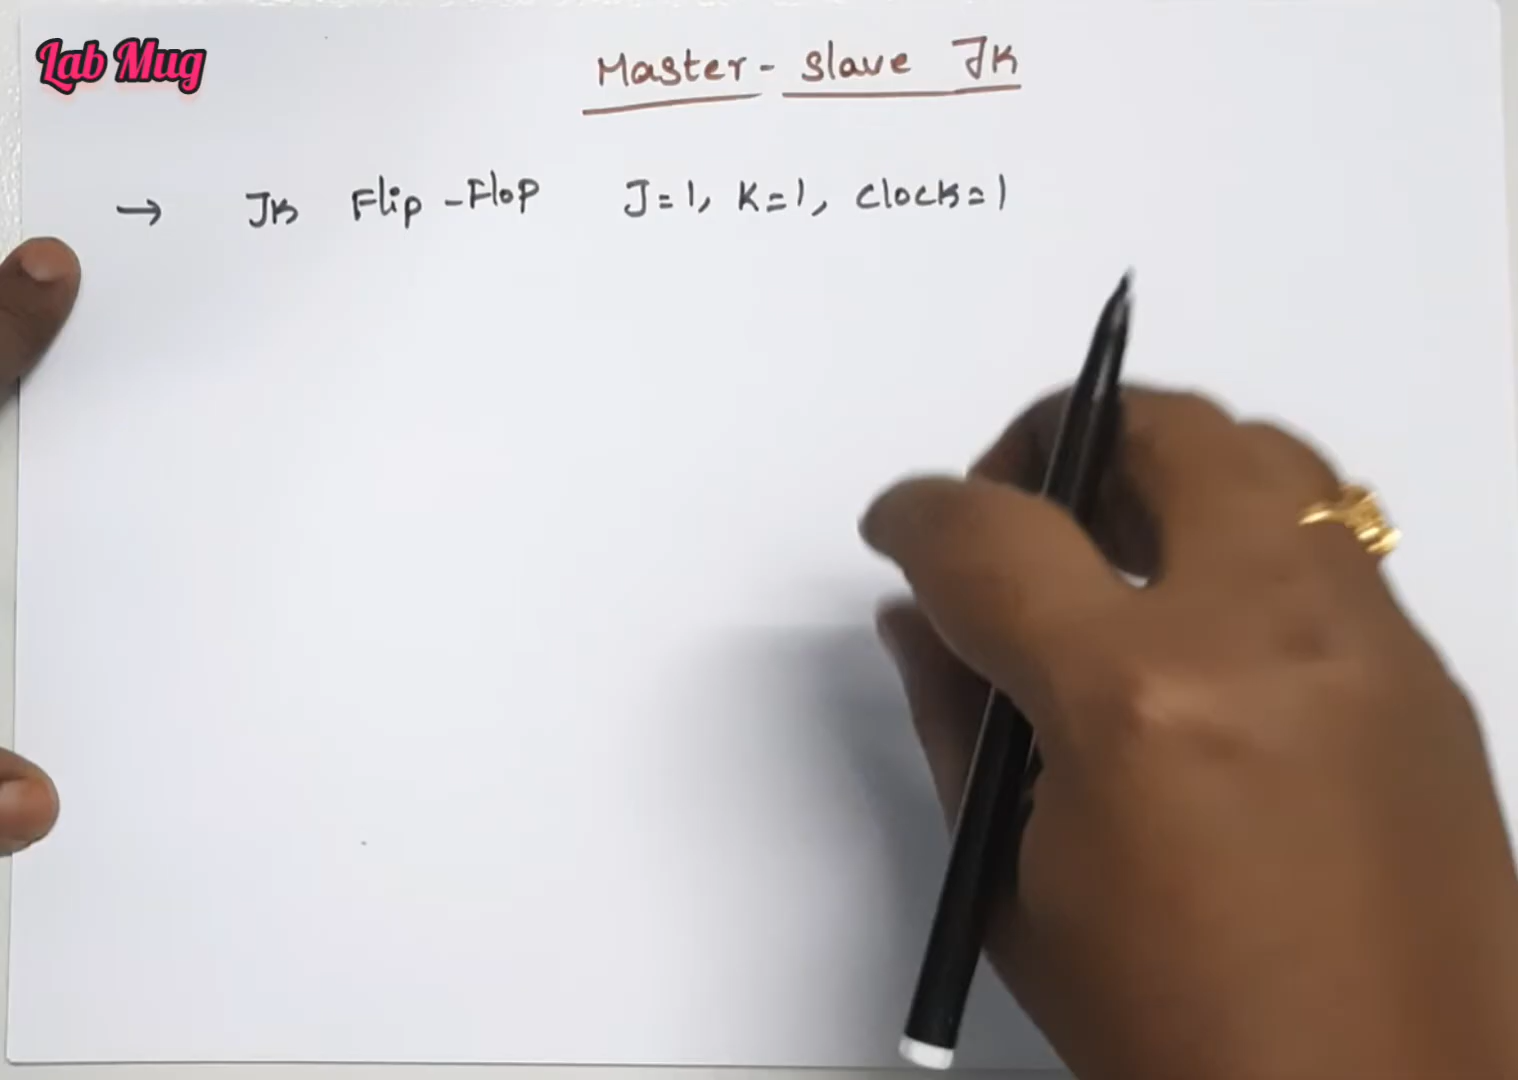 Lab Mug
Master - slave JK
→ JK Flip - Flop J = 1, K = 1, clock = 1